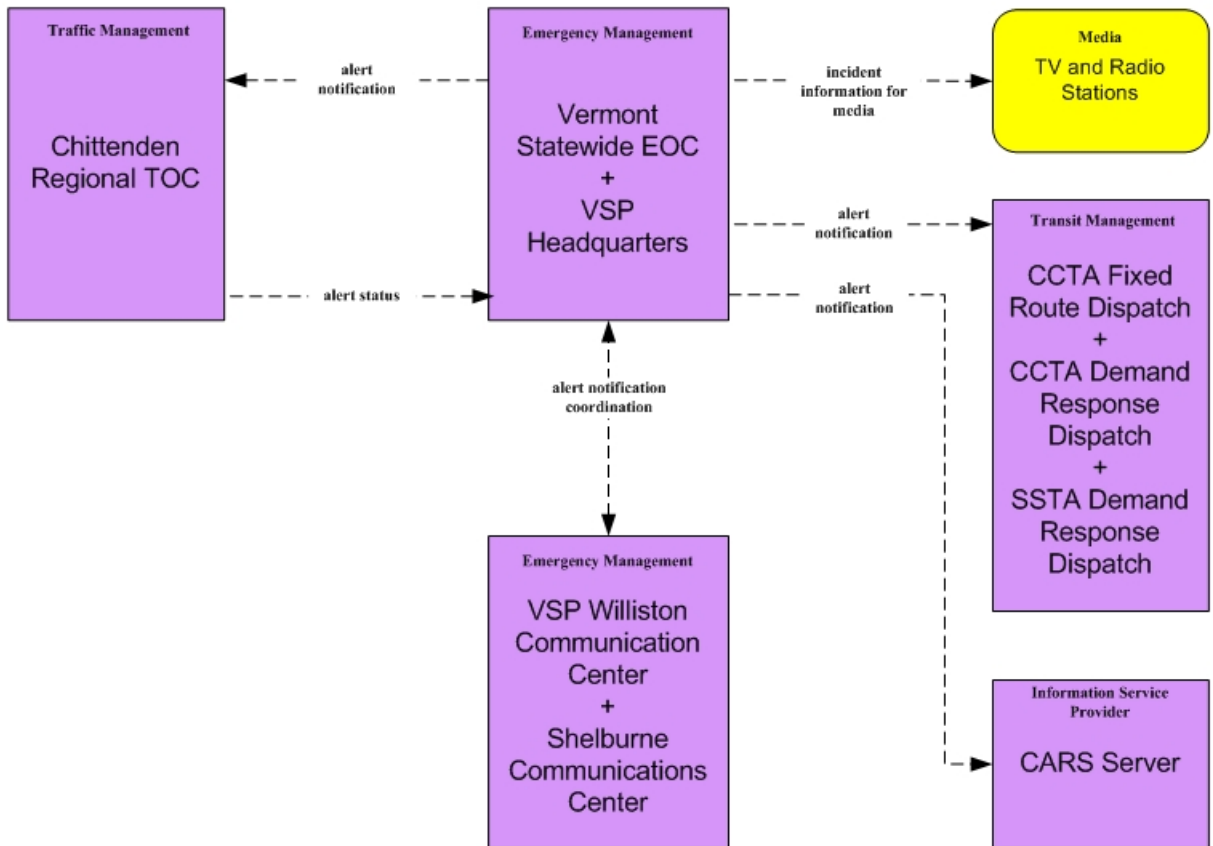 Traffic Management
Chittenden
Regional TOC
alert
notification
alert status
Emergency Management
Vermont
Statewide EOC
+
VSP
Headquarters
incident
information for
media
Media
TV and Radio
Stations
alert
notification
alert
notification
Transit Management
CCTA Fixed
Route Dispatch
+
CCTA Demand
Response
Dispatch
+
SSTA Demand
Response
Dispatch
alert notification
coordination
Emergency Management
VSP Williston
Communication
Center
+
Shelburne
Communications
Center
Information Service
Provider
CARS Server